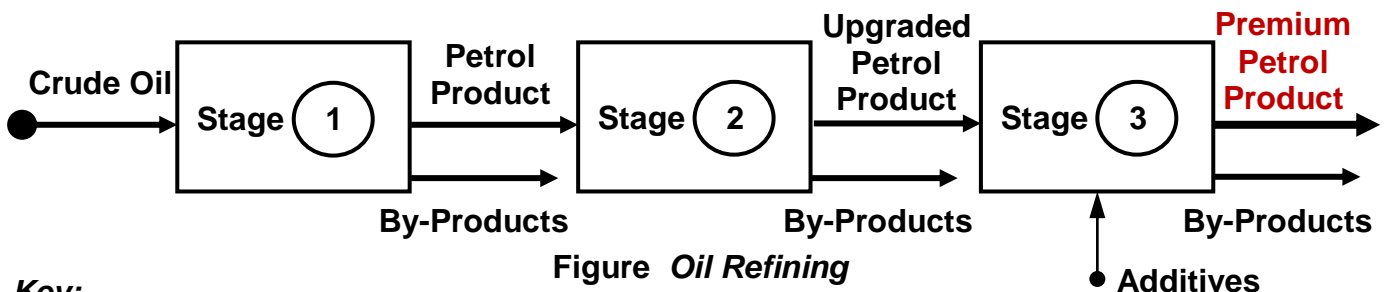 Crude Oil
Stage 1
Petrol
Product
By-Products
Stage 2
Upgraded
Petrol
Product
By-Products
Stage 3
Premium
Petrol
Product
By-Products
Additives
Figure Oil Refining
Key: